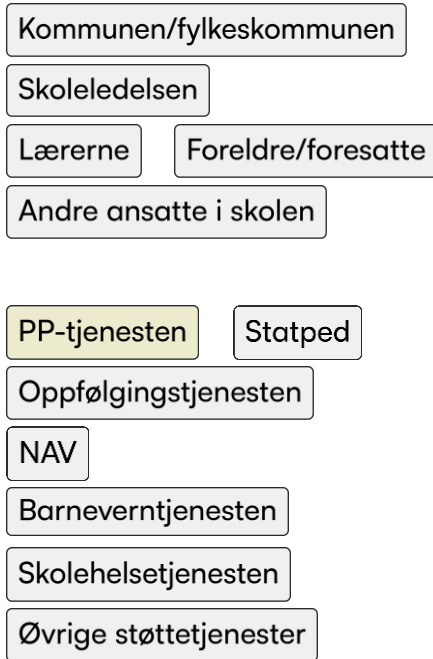 Kommunen/fylkeskommunen
Skoleledelsen
Lærerne Foreldre/foresatte
Andre ansatte i skolen
PP-tjenesten Statped
Oppfølgingstjenesten
NAV
Barneverntjenesten
Skolehelsetjenesten
Øvrige støttetjenester